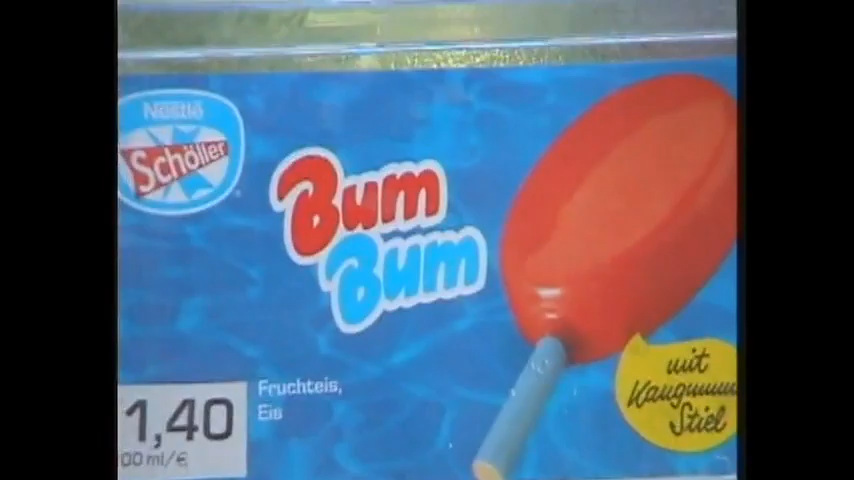 Nestlé
Schöller
Bum
Bum
Fruchteis,
Eis
1,40
00 ml/€
mit
Kaugummi
Stiel